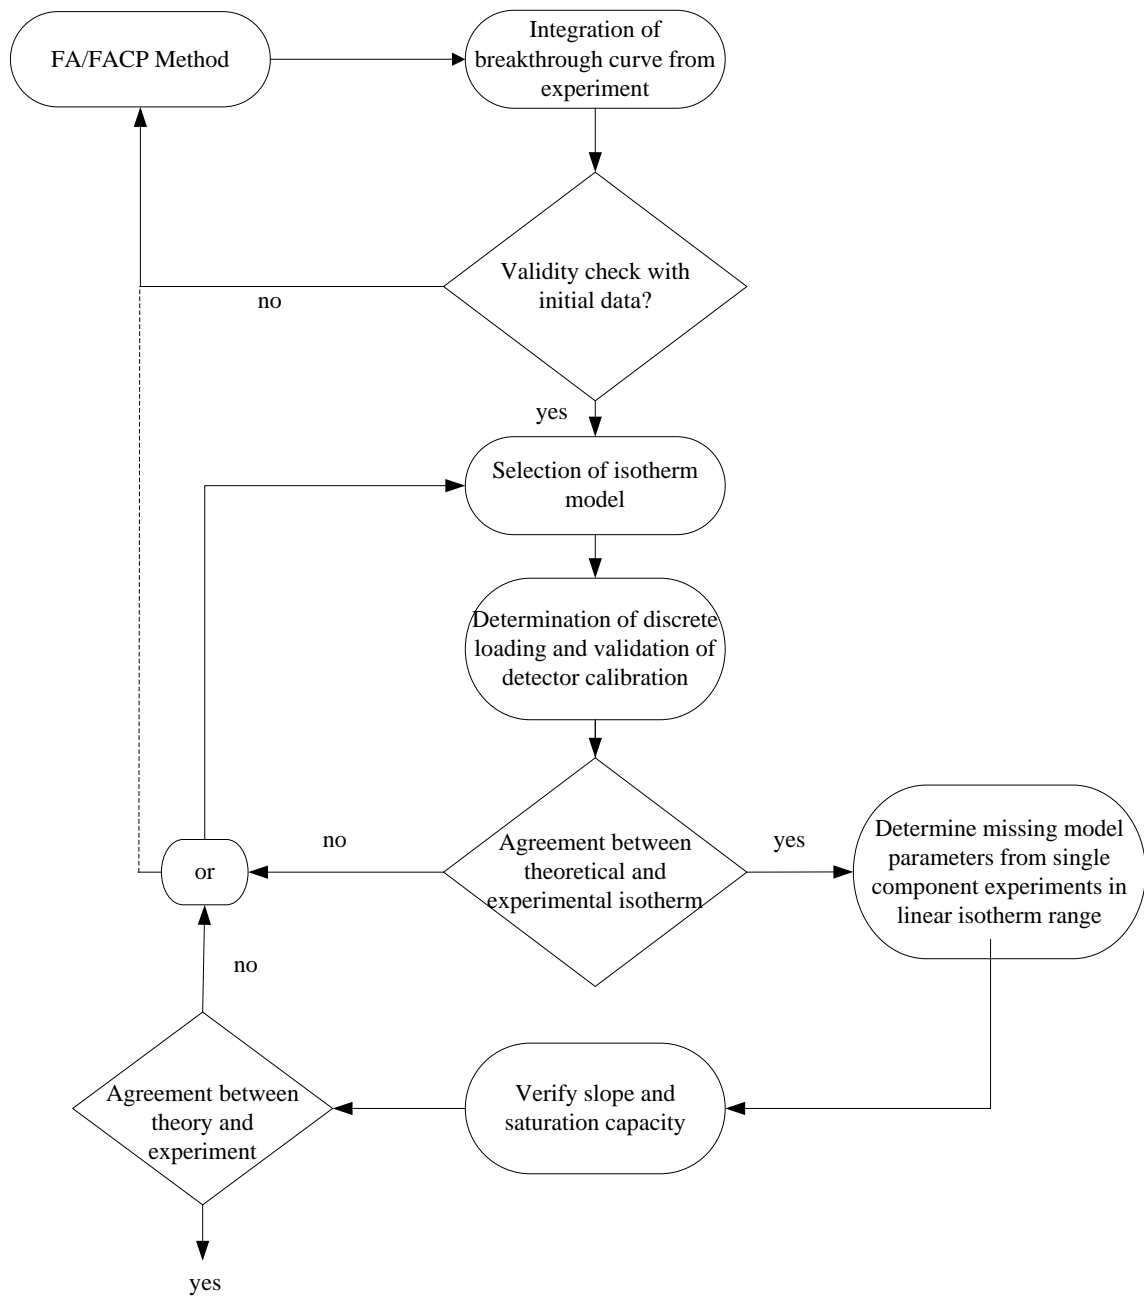 FA/FACP Method
Integration of
breakthrough curve from
experiment
Validity check with
initial data?
no
yes
Selection of isotherm
model
Determination of discrete
loading and validation of
detector calibration
or
no
Agreement between
theoretical and
experimental isotherm
yes
Determine missing model
parameters from single
component experiments in
linear isotherm range
no
Agreement between
theory and
experiment
Verify slope and
saturation capacity
yes